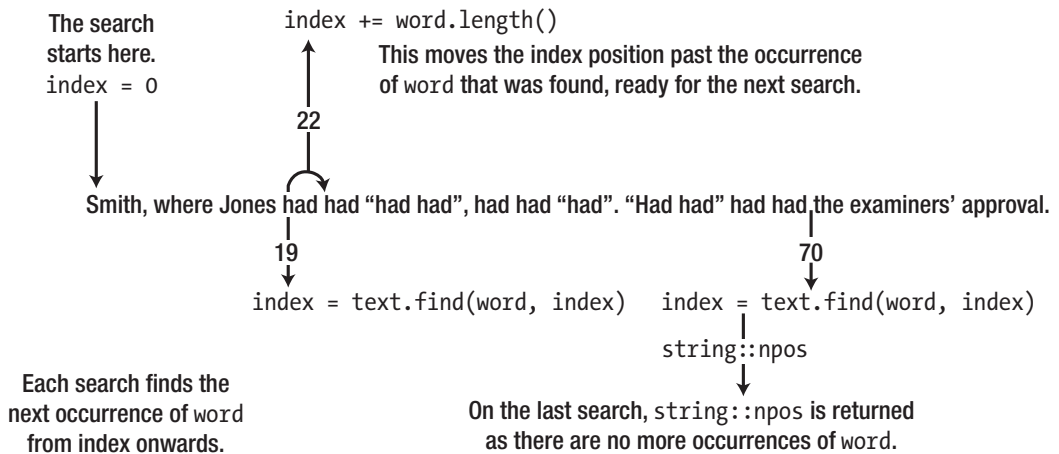 The search
starts here.
index = 0
index += word.length()
This moves the index position past the occurrence
of word that was found, ready for the next search.
22
Smith, where Jones had had “had had”, had had “had”. “Had had” had had the examiners’ approval.
19
70
index = text.find(word, index)
index = text.find(word, index)
string::npos
Each search finds the
next occurrence of word
from index onwards.
On the last search, string::npos is returned
as there are no more occurrences of word.